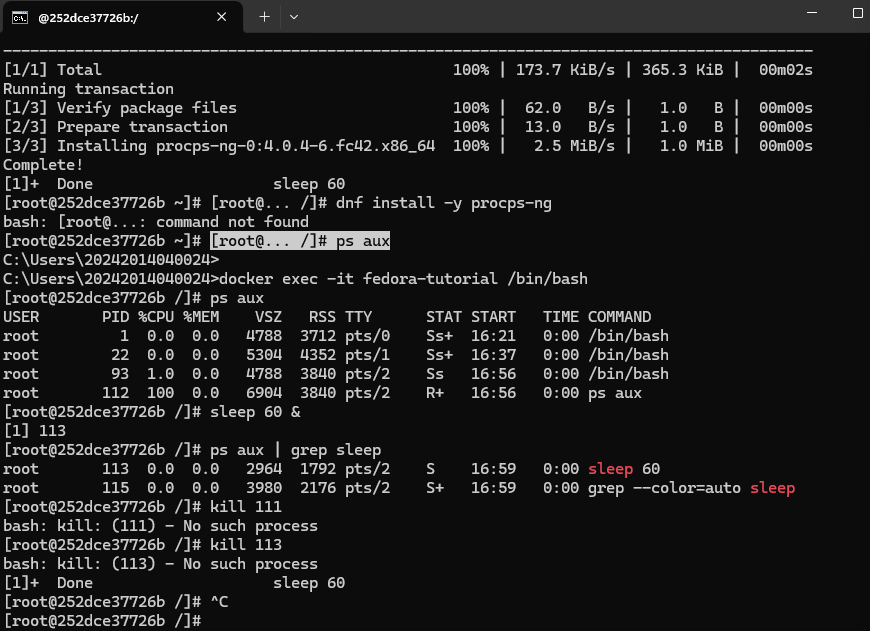 @252dce37726b:/
[1/1] Total                                       100% | 173.7 KiB/s | 365.3 KiB |  00m02s
Running transaction
[1/3] Verify package files                        100% |  62.0   B/s |   1.0   B |  00m00s
[2/3] Prepare transaction                         100% |  13.0   B/s |   1.0   B |  00m00s
[3/3] Installing procps-ng-0:4.0.4-6.fc42.x86_64  100% |   2.5 MiB/s |   1.0 MiB |  00m00s
Complete!
[1]+  Done                    sleep 60
[root@252dce37726b ~]# [root@... /]# dnf install -y procps-ng
bash: [root@...: command not found
[root@252dce37726b ~]# [root@... /]# ps aux
C:\Users\20242014040024>
C:\Users\20242014040024>docker exec -it fedora-tutorial /bin/bash
[root@252dce37726b /]# ps aux
USER       PID %CPU %MEM    VSZ   RSS TTY      STAT START   TIME COMMAND
root         1  0.0  0.0   4788  3712 pts/0    Ss+  16:21   0:00 /bin/bash
root        22  0.0  0.0   5304  4352 pts/1    Ss+  16:37   0:00 /bin/bash
root        93  1.0  0.0   4788  3840 pts/2    Ss   16:56   0:00 /bin/bash
root       112  100  0.0   6904  3840 pts/2    R+   16:56   0:00 ps aux
[root@252dce37726b /]# sleep 60 &
[1] 113
[root@252dce37726b /]# ps aux | grep sleep
root       113  0.0  0.0   2964  1792 pts/2    S    16:59   0:00 sleep 60
root       115  0.0  0.0   3980  2176 pts/2    S+   16:59   0:00 grep --color=auto sleep
[root@252dce37726b /]# kill 111
bash: kill: (111) - No such process
[root@252dce37726b /]# kill 113
bash: kill: (113) - No such process
[1]+  Done                    sleep 60
[root@252dce37726b /]# ^C
[root@252dce37726b /]#